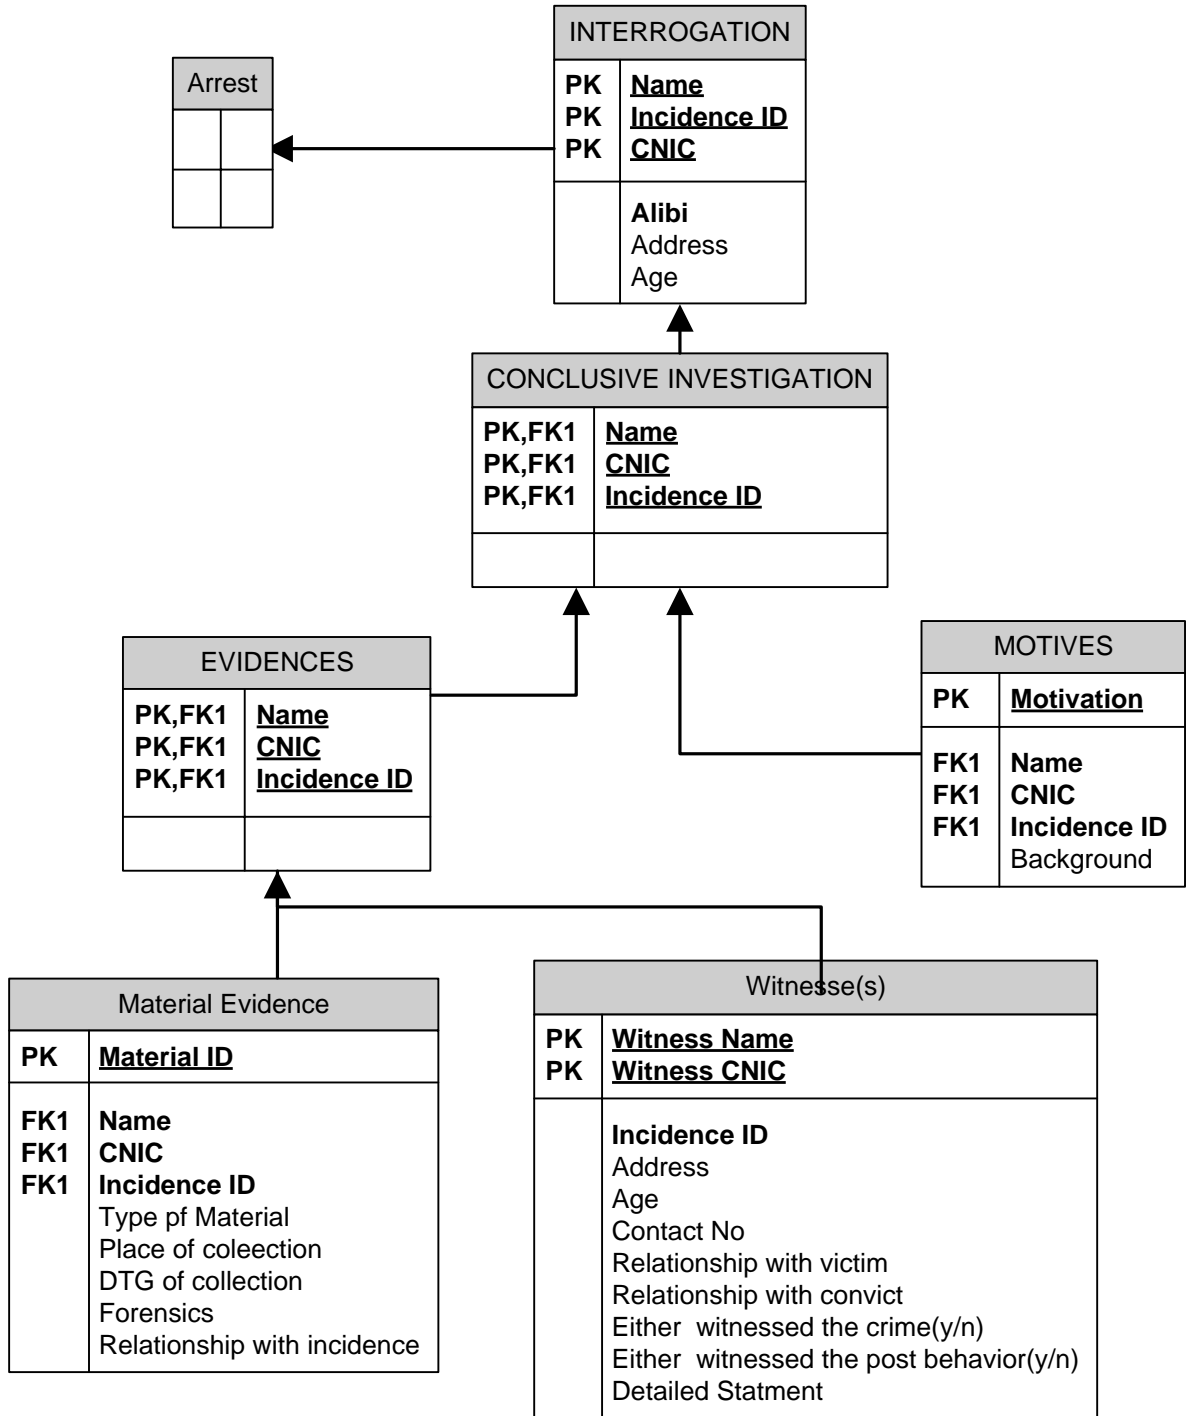 INTERROGATION
PK Name
PK Incidence ID
PK CNIC
Alibi
Address
Age
Arrest
CONCLUSIVE INVESTIGATION
PK,FK1 Name
PK,FK1 CNIC
PK,FK1 Incidence ID
EVIDENCES
PK,FK1 Name
PK,FK1 CNIC
PK,FK1 Incidence ID
MOTIVES
PK Motivation
FK1 Name
FK1 CNIC
FK1 Incidence ID
Background
Material Evidence
PK Material ID
FK1 Name
FK1 CNIC
FK1 Incidence ID
Type pf Material
Place of coleection
DTG of collection
Forensics
Relationship with incidence
Witnesse(s)
PK Witness Name
PK Witness CNIC
Incidence ID
Address
Age
Contact No
Relationship with victim
Relationship with convict
Either witnessed the crime(y/n)
Either witnessed the post behavior(y/n)
Detailed Statment